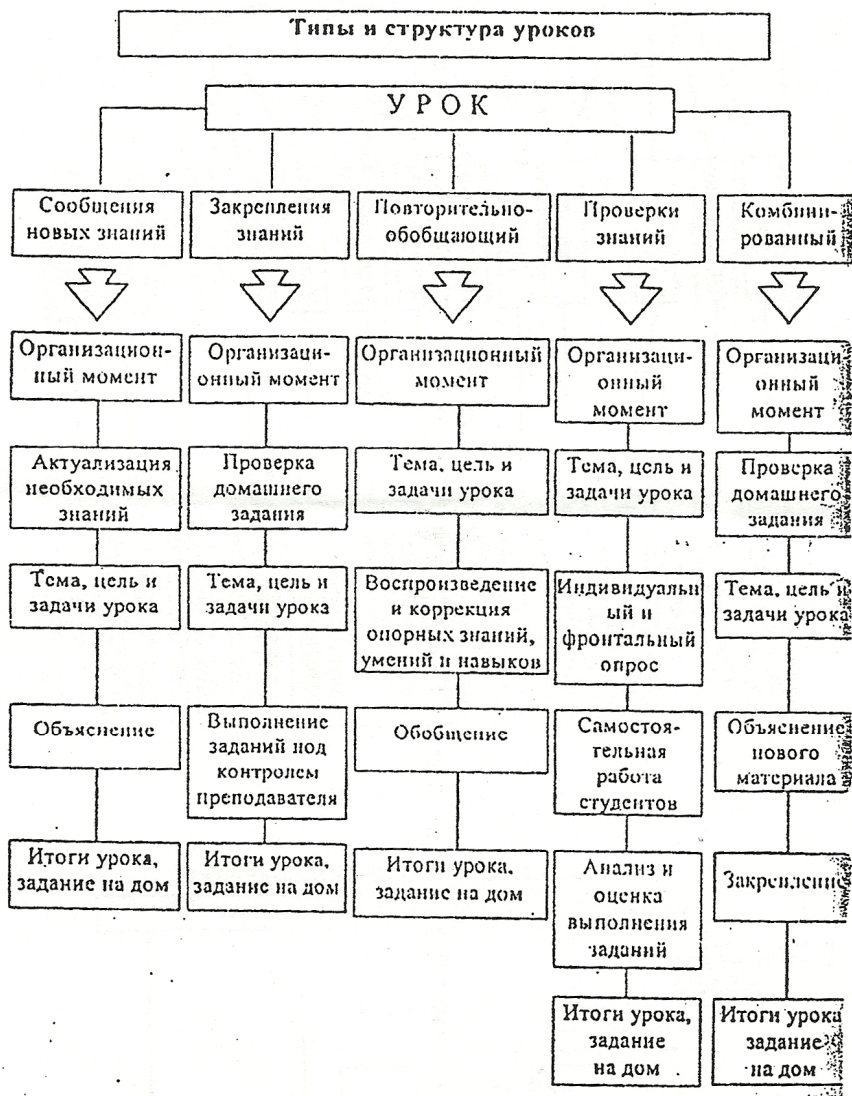 Типы и структура уроков
УРОК
Сообщения
новых знаний
Закрепления
знаний
Повторительно-
обобщающий
Проверки
знаний
Комбини-
рованный
Организацион-
ный момент
Организаци-
онный момент
Организационный
момент
Организаци-
онный
момент
Организаци
онный
момент
Актуализация
необходимых
знаний
Проверка
домашнего
задания
Тема, цель и
задачи урока
Тема, цель и
задачи урока
Проверка
домашнего
задания
Тема, цель и
задачи урока
Тема, цель и
задачи урока
Воспроизведение
и коррекция
опорных знаний,
умений и навыков
Индивидуальн
ый и
фронтальный
опрос
Тема, цель и
задачи урока
Объяснение
Выполнение
заданий под
контролем
преподавателя
Обобщение
Самостоя-
тельная
работа
студентов
Объяснение
нового
материала
Итоги урока,
задание на дом
Итоги урока,
задание на дом
Итоги урока,
задание на дом
Анализ и
оценка
выполнения
заданий
Закрепление
Итоги урока,
задание
на дом
Итоги урока
задание
на дом